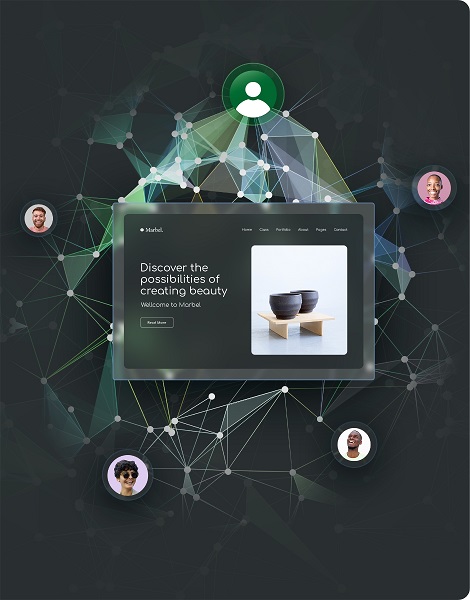 Marbel.
Home Class Portfolio About Pages Contact
Discover the
possibilities of
creating beauty
Wellcome to Marbel
Read More